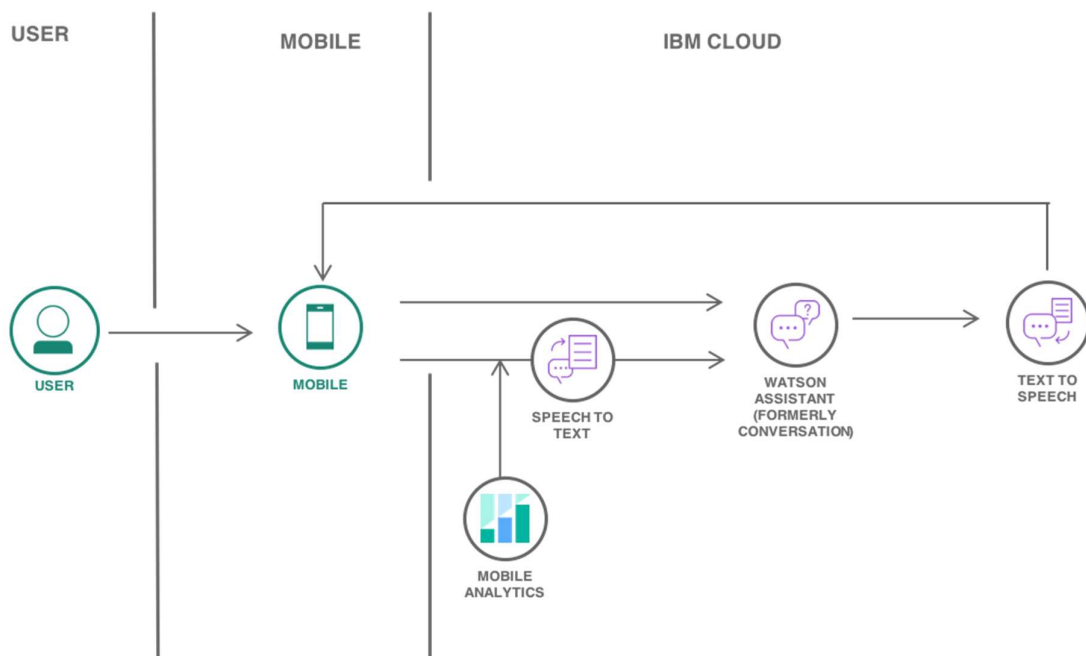 USER
MOBILE
IBM CLOUD
USER
MOBILE
SPEECH TO
TEXT
?
WATSON
ASSISTANT
(FORMERLY
CONVERSATION)
TEXT TO
SPEECH
MOBILE
ANALYTICS